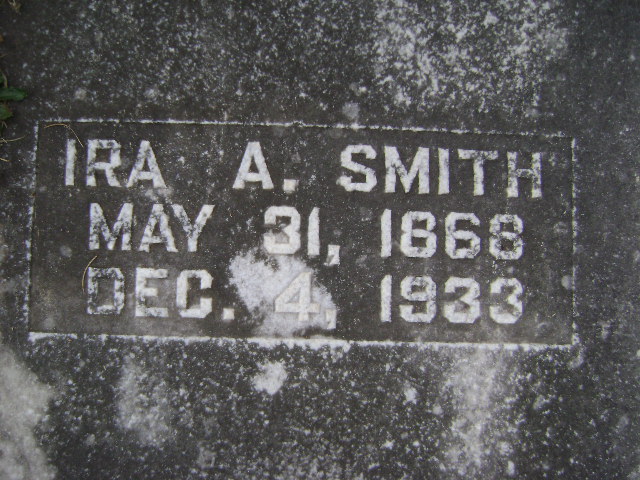 IRA A. SMITH
MAY 31, 1868
DEC. 4, 1933